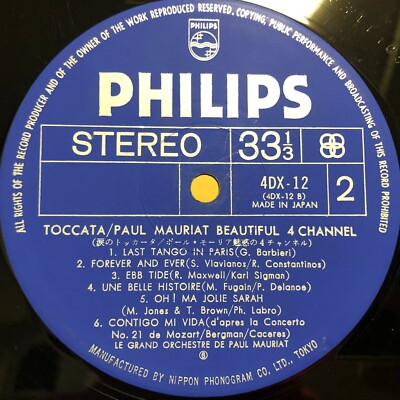 ALL RIGHTS OF THE RECORD PRODUCER AND OF THE OWNER OF THE WORK REPRODUCED RESERVED. COPYING, PUBLIC PERFORMANCE AND BROADCASTING OF THIS RECORD PROHIBITED
PHILIPS
PHILIPS
STEREO 33 1/3
4DX-12
(4DX-12 B)
MADE IN JAPAN
2
TOCCATA/PAUL MAURIAT BEAUTIFUL 4 CHANNEL
(涙のトッカータ/ポール・モーリア魅惑の4チャンネル)
1. LAST TANGO IN PARIS(G. Barbieri)
2. FOREVER AND EVER(S. Vlavianos/R. Constantinos)
3. EBB TIDE(R. Maxwell/Karl Sigman)
4. UNE BELLE HISTOIRE(M. Fugain/P. Delanoe)
5. OH! MA JOLIE SARAH
(M. Jones & T. Brown/Ph. Labro)
6. CONTIGO MI VIDA(d'apres la Concerto
No. 21 de Mozart/Bergman/Caceres)
LE GRAND ORCHESTRE DE PAUL MAURIAT
MANUFACTURED BY NIPPON PHONOGRAM CO. LTD., TOKYO